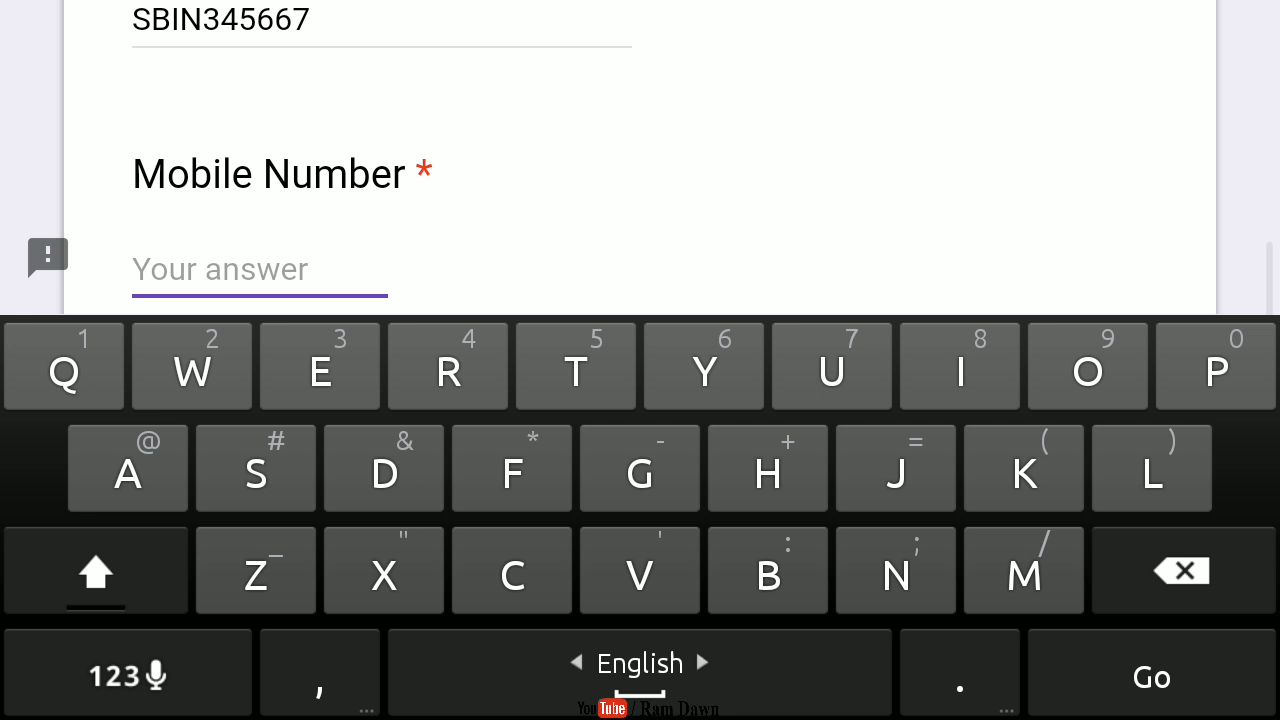 SBIN345667
Mobile Number *
Your answer
1 2 3 4 5 6 7 8 9 0
Q W E R T Y U I O P
@ # & * - + = ( )
A S D F G H J K L
_ " ' : ; /
Z X C V B N M
123 , English . Go
... ...
YouTube / Ram Dawn